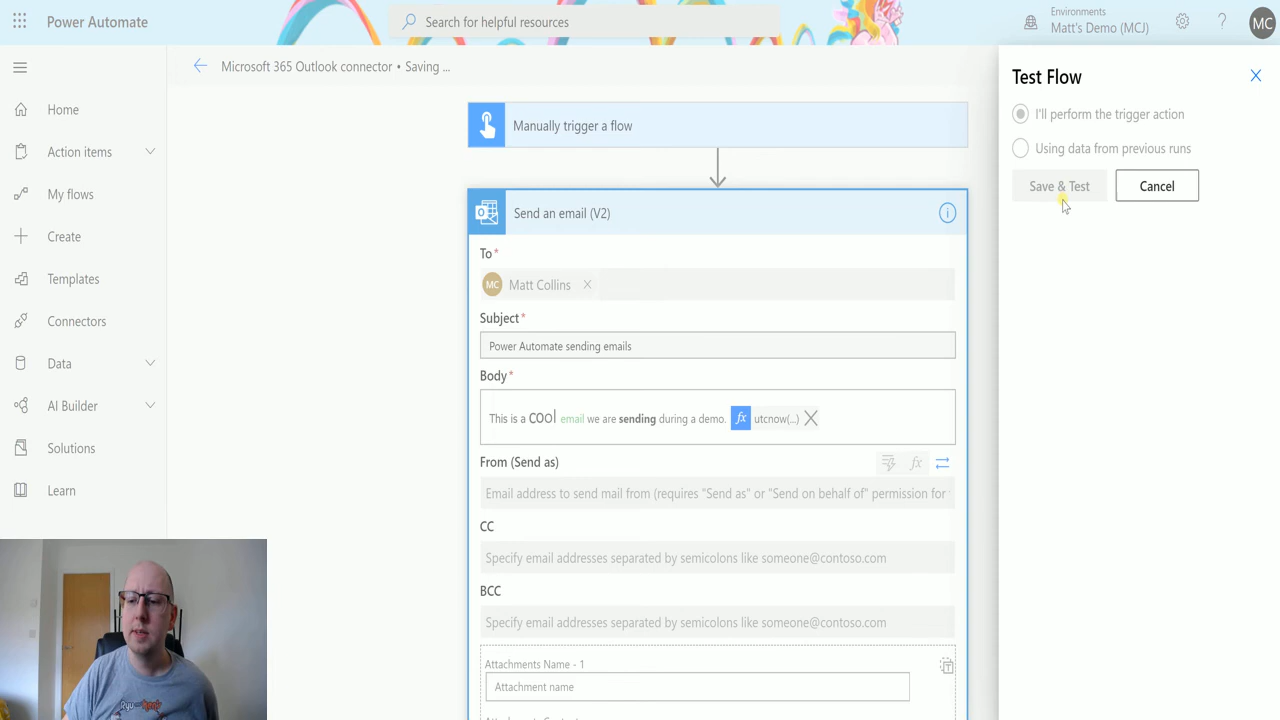 Power Automate
Search for helpful resources
Environments
Matt's Demo (MCJ)
?
MC
Microsoft 365 Outlook connector • Saving ...
Home
Action items
My flows
Create
Templates
Connectors
Data
AI Builder
Solutions
Learn
Manually trigger a flow
Send an email (V2)
To*
MC Matt Collins
Subject*
Power Automate sending emails
Body*
This is a COOl email we are sending during a demo. fx utcnow(...)
From (Send as)
fx
Email address to send mail from (requires "Send as" or "Send on behalf of" permission for
CC
Specify email addresses separated by semicolons like someone@contoso.com
BCC
Specify email addresses separated by semicolons like someone@contoso.com
Attachments Name - 1
Attachment name
Test Flow
I'll perform the trigger action
Using data from previous runs
Save & Test
Cancel